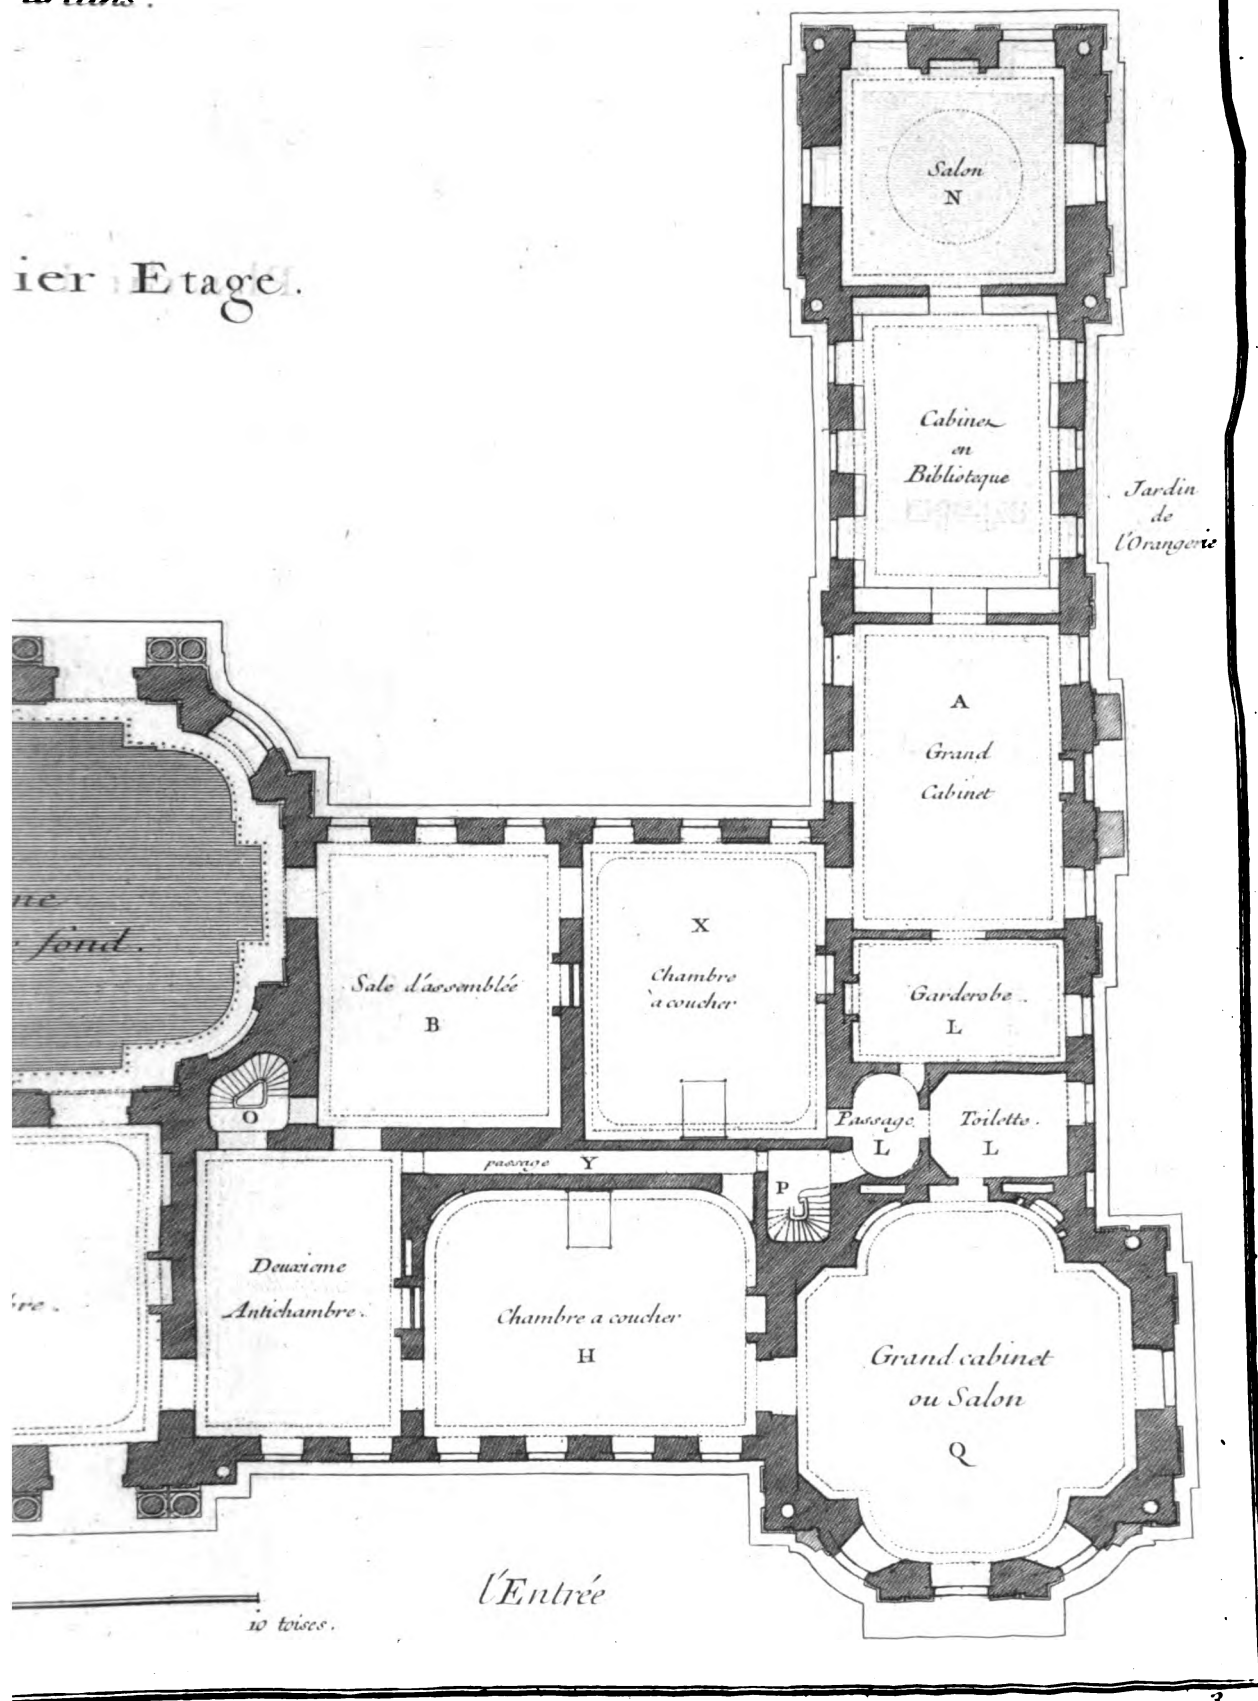 ier Etage.
Salon
N
Cabinet
en
Biblioteque
Jardin
de
l'Orangerie
A
Grand
Cabinet
fond.
Sale d'assemblée
B
X
Chambre
à coucher
Garderobe.
L
O
Passage
L
Toilette.
L
passage Y
P
Deuxieme
Antichambre.
Chambre a coucher
H
Grand cabinet
ou Salon
Q
l'Entrée
10 toises.